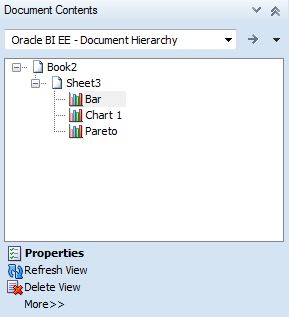 Document Contents
Oracle BI EE - Document Hierarchy
Book2
Sheet3
Bar
Chart 1
Pareto
Properties
Refresh View
Delete View
More>>